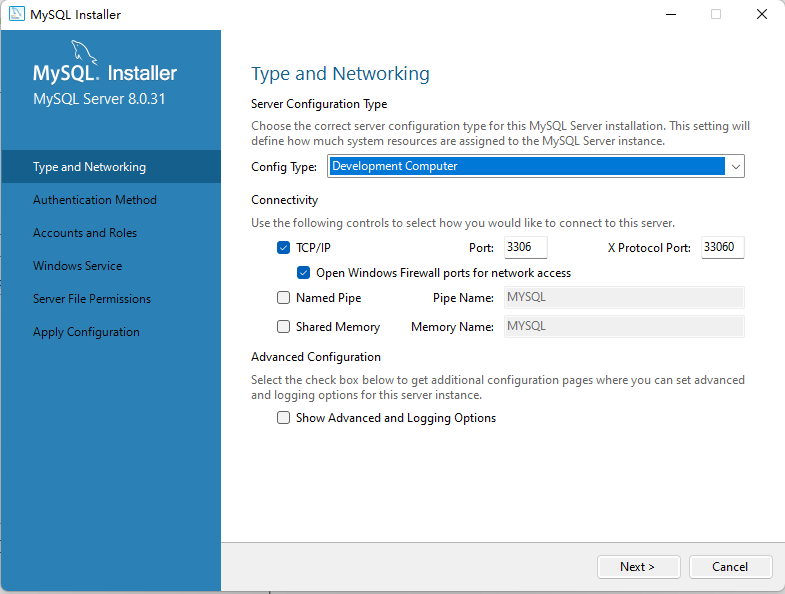 MySQL Installer
MySQL. Installer
MySQL Server 8.0.31
Type and Networking
Authentication Method
Accounts and Roles
Windows Service
Server File Permissions
Apply Configuration
Type and Networking
Server Configuration Type
Choose the correct server configuration type for this MySQL Server installation. This setting will
define how much system resources are assigned to the MySQL Server instance.
Config Type: Development Computer
Connectivity
Use the following controls to select how you would like to connect to this server.
TCP/IP Port: 3306 X Protocol Port: 33060
Open Windows Firewall ports for network access
Named Pipe Pipe Name: MYSQL
Shared Memory Memory Name: MYSQL
Advanced Configuration
Select the check box below to get additional configuration pages where you can set advanced
and logging options for this server instance.
Show Advanced and Logging Options
Next > Cancel